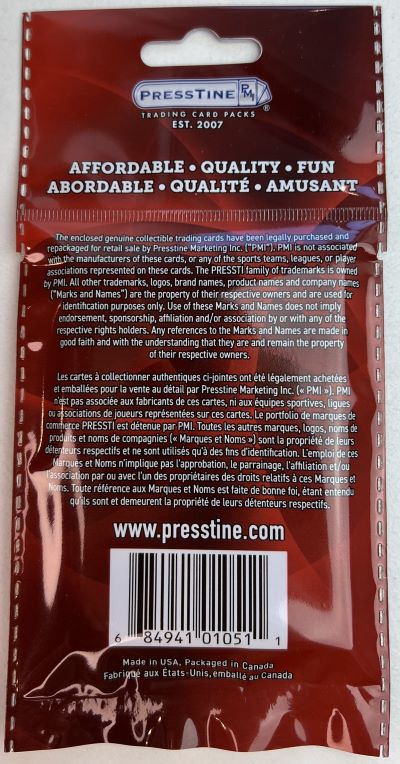 PRESSTINE PMI ®
TRADING CARD PACKS
EST. 2007
AFFORDABLE • QUALITY • FUN
ABORDABLE • QUALITÉ • AMUSANT
The enclosed genuine collectible trading cards have been legally purchased and
repackaged for retail sale by Presstine Marketing Inc. ("PMI"). PMI is not associated
with the manufacturers of these cards, or any of the sports teams, leagues, or player
associations represented on these cards. The PRESSTI family of trademarks is owned
by PMI. All other trademarks, logos, brand names, product names and company names
("Marks and Names") are the property of their respective owners and are used for
identification purposes only. Use of these Marks and Names does not imply
endorsement, sponsorship, affiliation and/or association by or with any of the
respective rights holders. Any references to the Marks and Names are made in
good faith and with the understanding that they are and remain the property
of their respective owners.
Les cartes à collectionner authentiques ci-jointes ont été légalement achetées
et emballées pour la vente au détail par Presstine Marketing Inc. (« PMI »). PMI
n'est pas associée aux fabricants de ces cartes, ni aux équipes sportives, ligues
ou associations de joueurs représentées sur ces cartes. Le portfolio de marques de
commerce PRESSTI est détenue par PMI. Toutes les autres marques, logos, noms de
produits et noms de compagnies (« Marques et Noms ») sont la propriété de leurs
détenteurs respectifs et ne sont utilisés qu'à des fins d'identification. L'emploi de ces
Marques et Noms n'implique pas l'approbation, le parrainage, l'affiliation et/ou
l'association par ou avec l'un des propriétaires des droits relatifs à ces Marques et
Noms. Toute référence aux Marques et Noms est faite de bonne foi, étant entendu
qu'ils sont et demeurent la propriété de leurs détenteurs respectifs.
www.presstine.com
6 84941 01051 1
Made in USA, Packaged in Canada
Fabriqué aux États-Unis, emballé au Canada